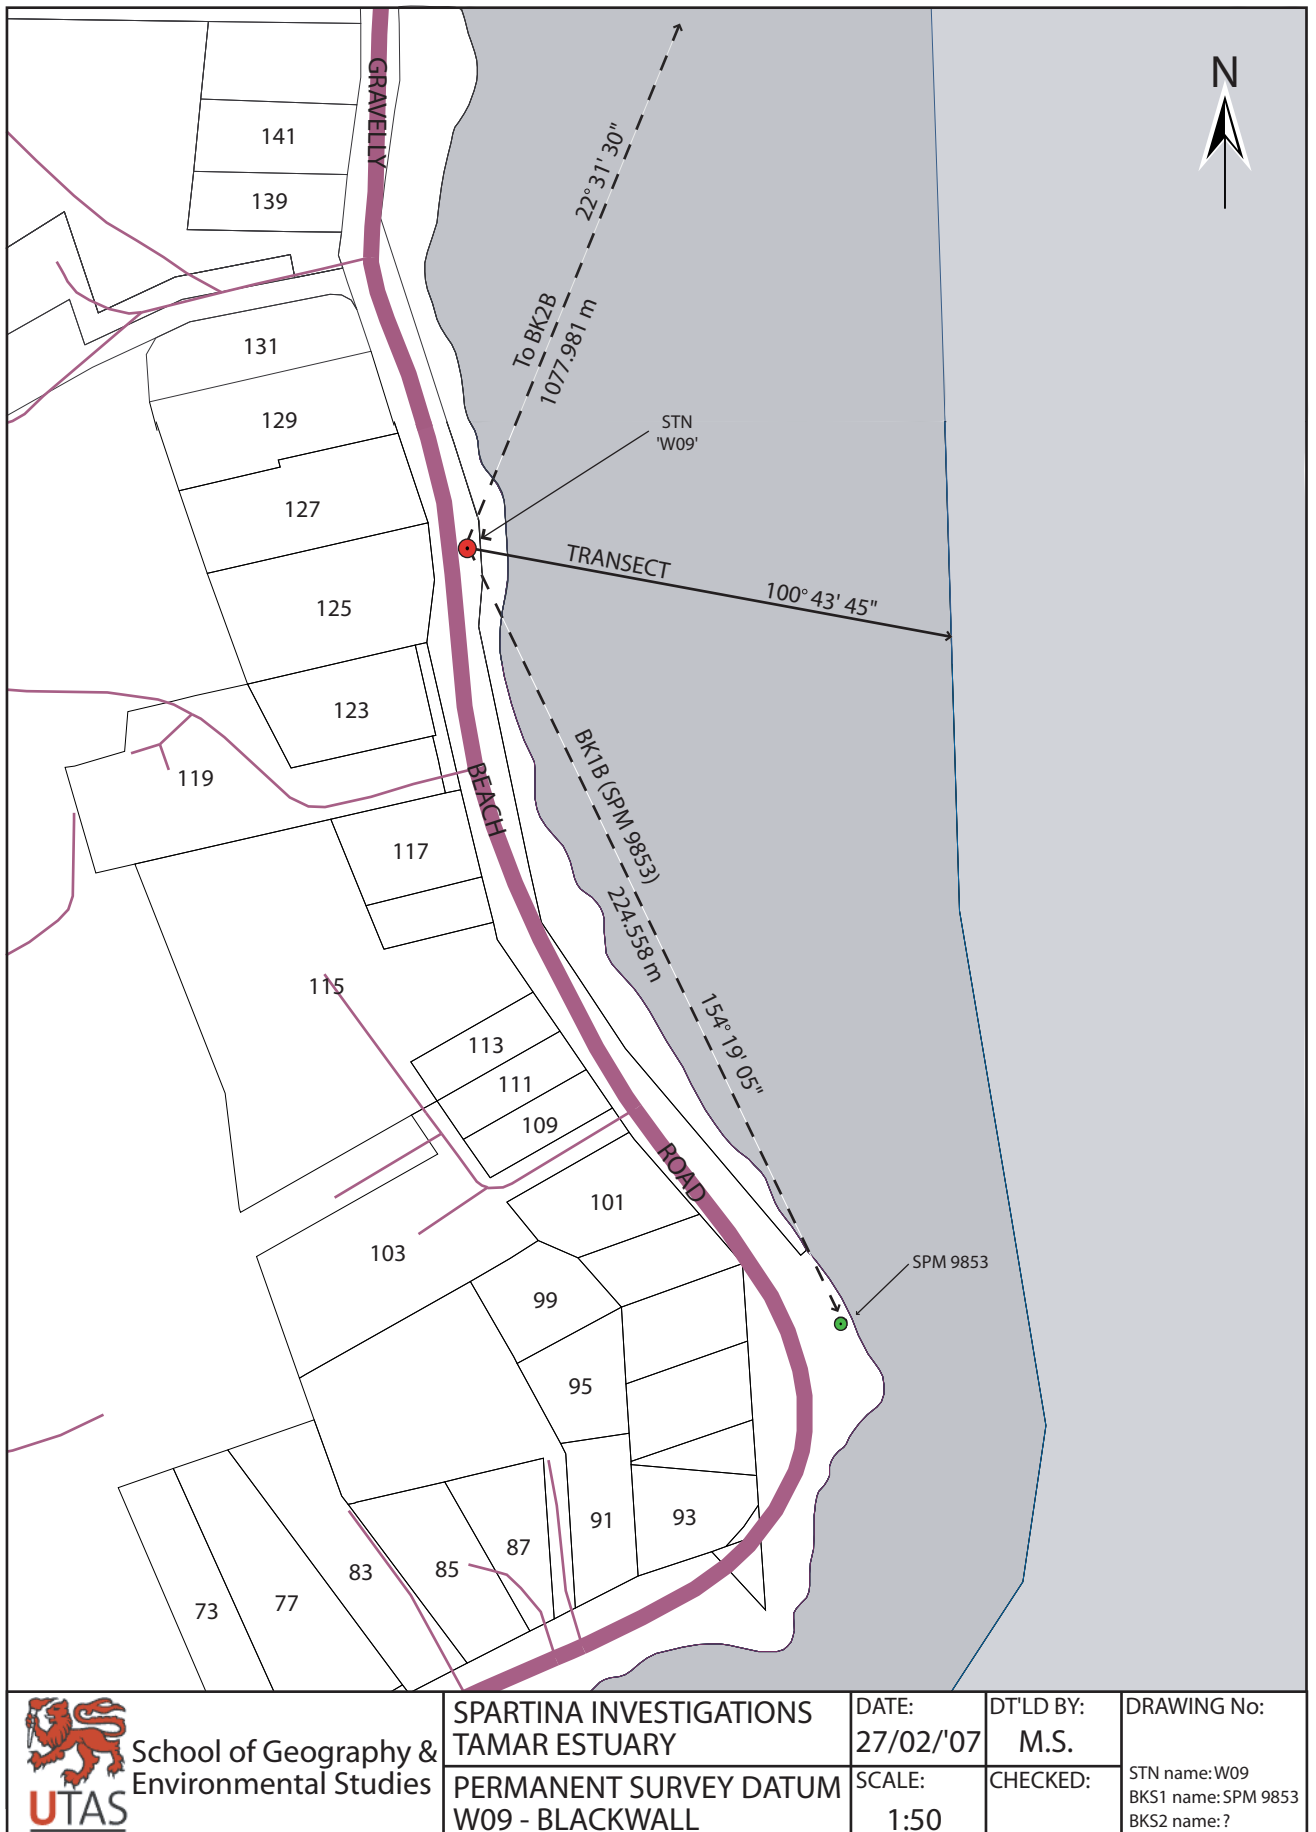 N
GRAVELLY
141
139
22° 31' 30"
To BK2B
1077.981 m
131
129
STN
'W09'
127
TRANSECT
100° 43' 45"
125
123
BK1B (SPM 9853)
224.558 m
119
BEACH
117
115
154° 19' 05"
113
111
109
ROAD
101
103
SPM 9853
99
95
91
93
87
85
83
77
73
UTAS
School of Geography &
Environmental Studies
SPARTINA INVESTIGATIONS
TAMAR ESTUARY
PERMANENT SURVEY DATUM
W09 - BLACKWALL
DATE:
27/02/'07
SCALE:
1:50
DT'LD BY:
M.S.
CHECKED:
DRAWING No:
STN name: W09
BKS1 name: SPM 9853
BKS2 name: ?